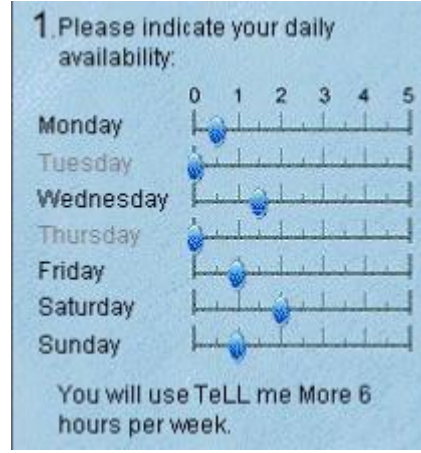 1.Please indicate your daily
availability:
0 1 2 3 4 5
Monday
Tuesday
Wednesday
Thursday
Friday
Saturday
Sunday
You will use TeLL me More 6
hours per week.